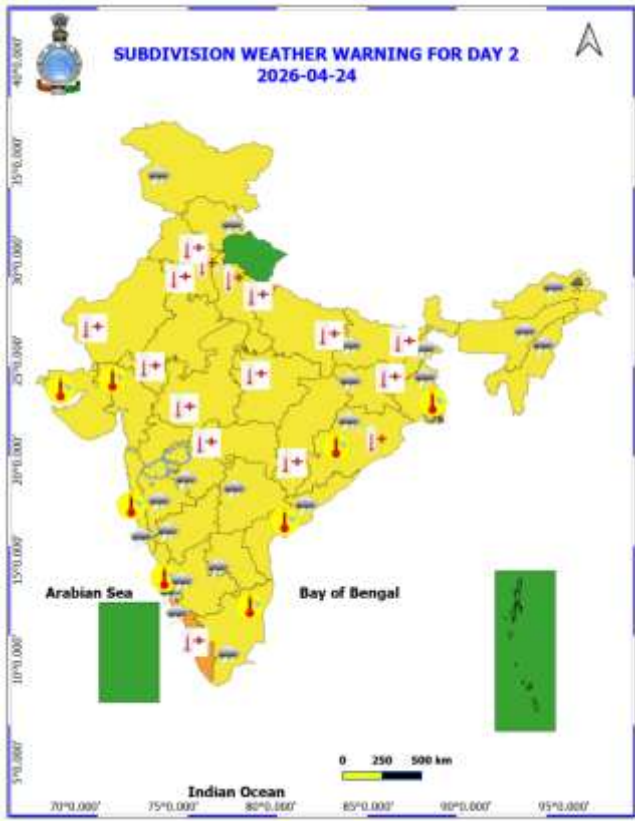 SUBDIVISION WEATHER WARNING FOR DAY 2
2026-04-24
40°0.000'
35°0.000'
30°0.000'
25°0.000'
20°0.000'
15°0.000'
10°0.000'
5°0.000'
Arabian Sea
Bay of Bengal
0 250 500 km
Indian Ocean
70°0.000' 75°0.000' 80°0.000' 85°0.000' 90°0.000' 95°0.000'